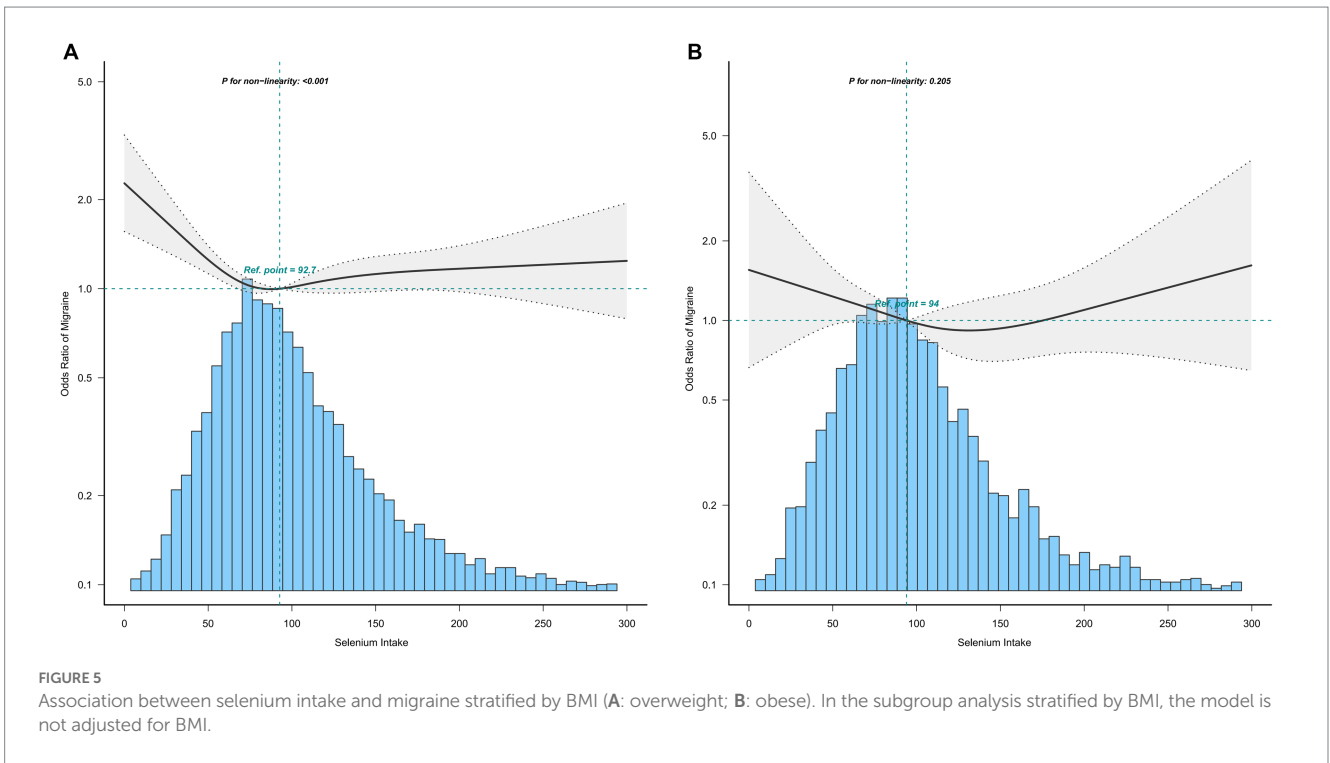 A
P for non−linearity: <0.001
Odds Ratio of Migraine
5.0
2.0
1.0
0.5
0.2
0.1
Ref. point = 92.7
0 50 100 150 200 250 300
Selenium Intake
B
P for non−linearity: 0.205
Odds Ratio of Migraine
5.0
2.0
1.0
0.5
0.2
0.1
Ref. point = 94
0 50 100 150 200 250 300
Selenium Intake
FIGURE 5
Association between selenium intake and migraine stratified by BMI (A: overweight; B: obese). In the subgroup analysis stratified by BMI, the model is
not adjusted for BMI.